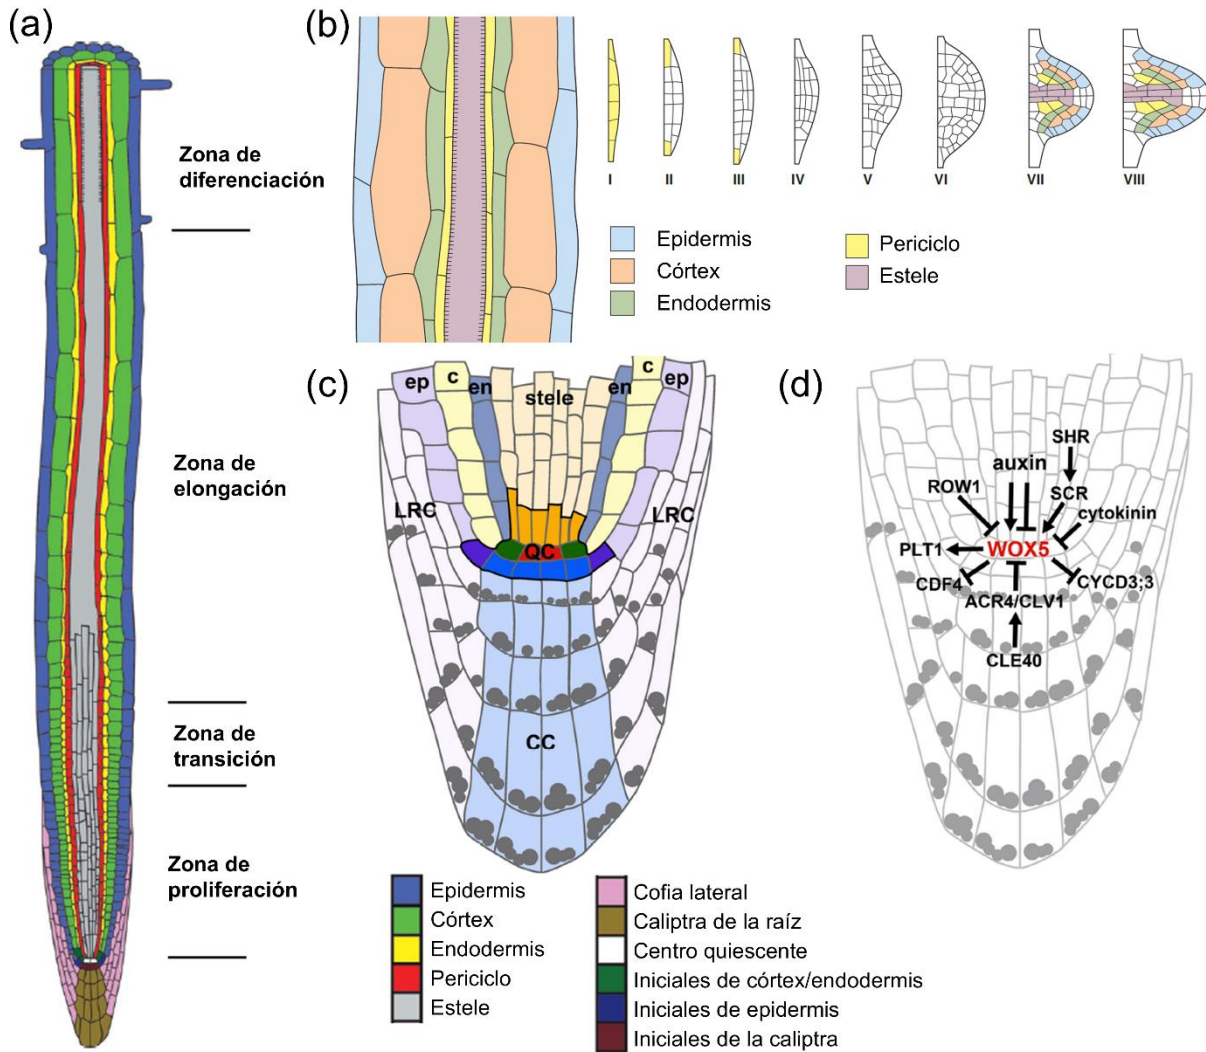 (a)
Zona de
diferenciación
Zona de
elongación
Zona de
transición
Zona de
proliferación
(b)
I II III IV V VI VII VIII
Epidermis
Córtex
Endodermis
Periciclo
Estele
(c)
ep c en stele en c ep
LRC LRC
QC
CC
(d)
SHR
auxin
ROW1 SCR
cytokinin
PLT1 WOX5
CDF4 CYCD3;3
ACR4/CLV1
CLE40
Epidermis
Córtex
Endodermis
Periciclo
Estele
Cofia lateral
Caliptra de la raíz
Centro quiescente
Iniciales de córtex/endodermis
Iniciales de epidermis
Iniciales de la caliptra